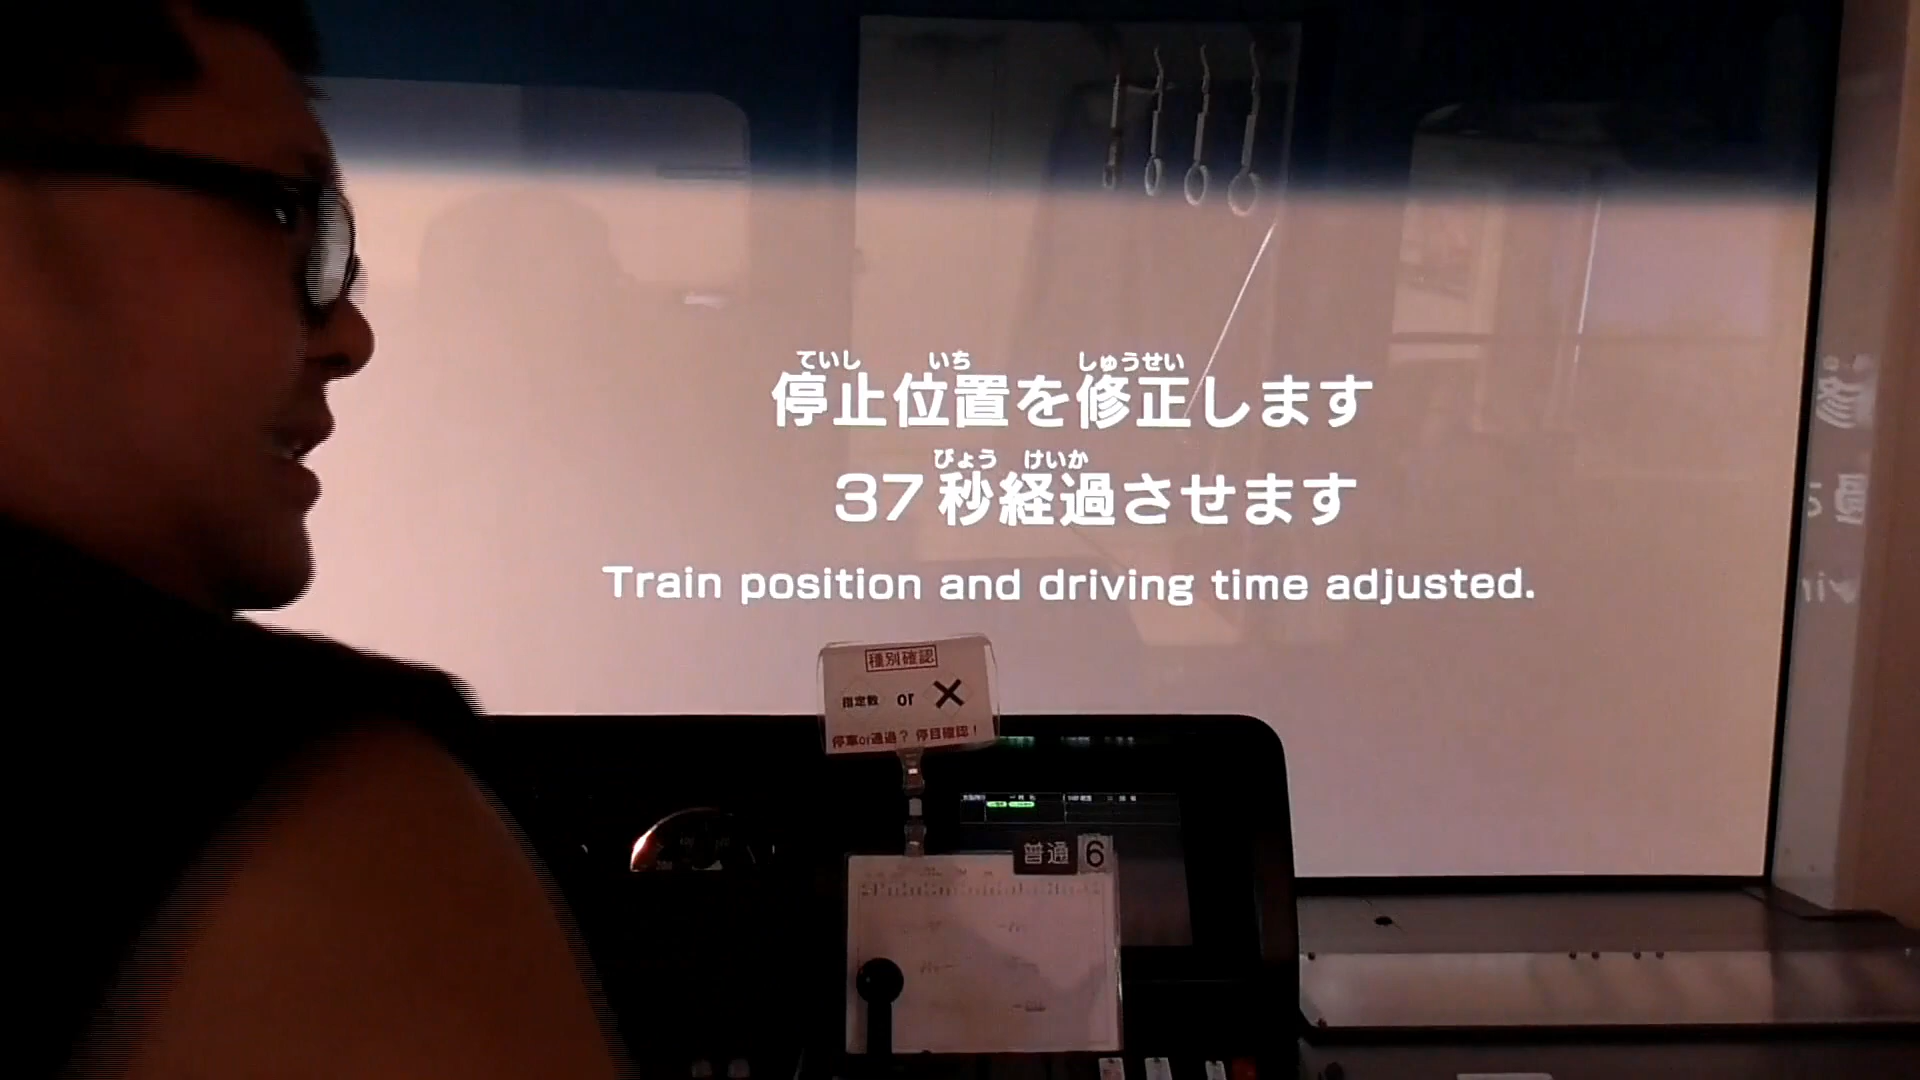 ていし いち しゅうせい
停止位置を修正します
びょう けいか
37秒経過させます
Train position and driving time adjusted.
種別確認
指定数 or ✕
停車or通過？ 停目確認！
普通 6